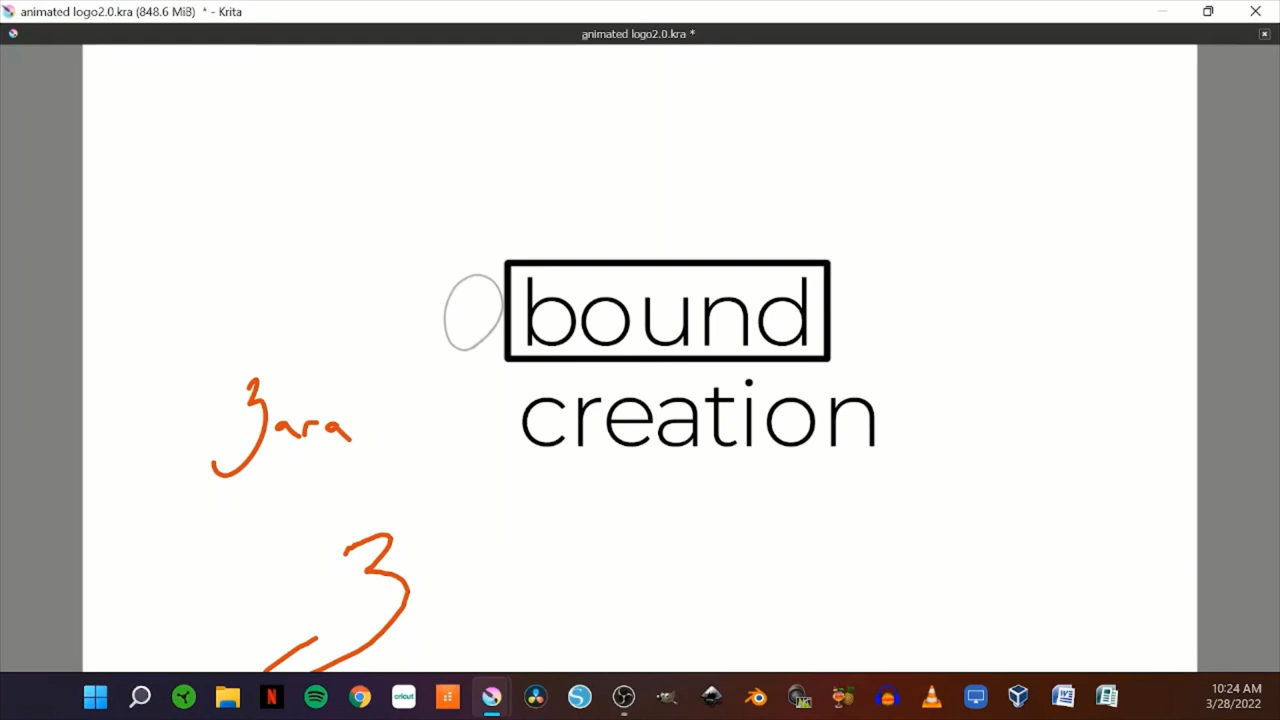 animated logo2.0.kra (848.6 MiB) * - Krita
animated logo2.0.kra *
bound
creation
Zara
cricut
10:24 AM
3/28/2022